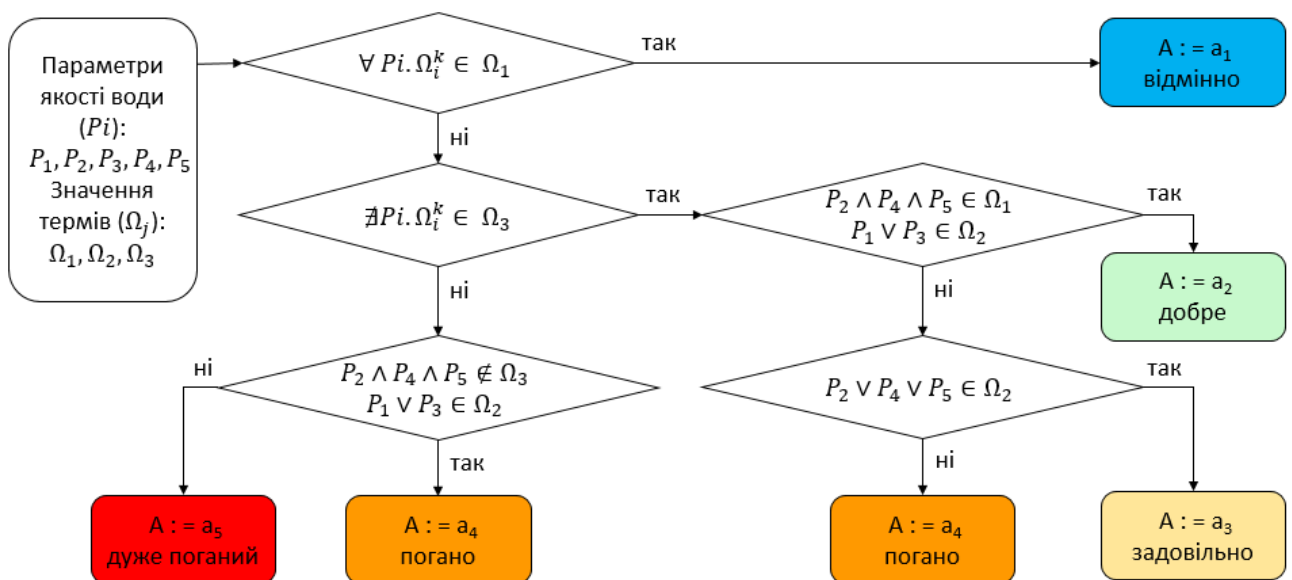 Параметри
якості води
(Pi):
P₁, P₂, P₃, P₄, P₅
Значення
термів (Ωⱼ):
Ω₁, Ω₂, Ω₃
∀ Pi. Ωᵢᵏ ∈ Ω₁
так
A : = a₁
відмінно
ні
∄Pi. Ωᵢᵏ ∈ Ω₃
так
P₂ ∧ P₄ ∧ P₅ ∈ Ω₁
P₁ ∨ P₃ ∈ Ω₂
так
A : = a₂
добре
ні
ні
P₂ ∧ P₄ ∧ P₅ ∉ Ω₃
P₁ ∨ P₃ ∈ Ω₂
ні
так
P₂ ∨ P₄ ∨ P₅ ∈ Ω₂
так
ні
A : = a₅
дуже поганий
A : = a₄
погано
A : = a₄
погано
A : = a₃
задовільно